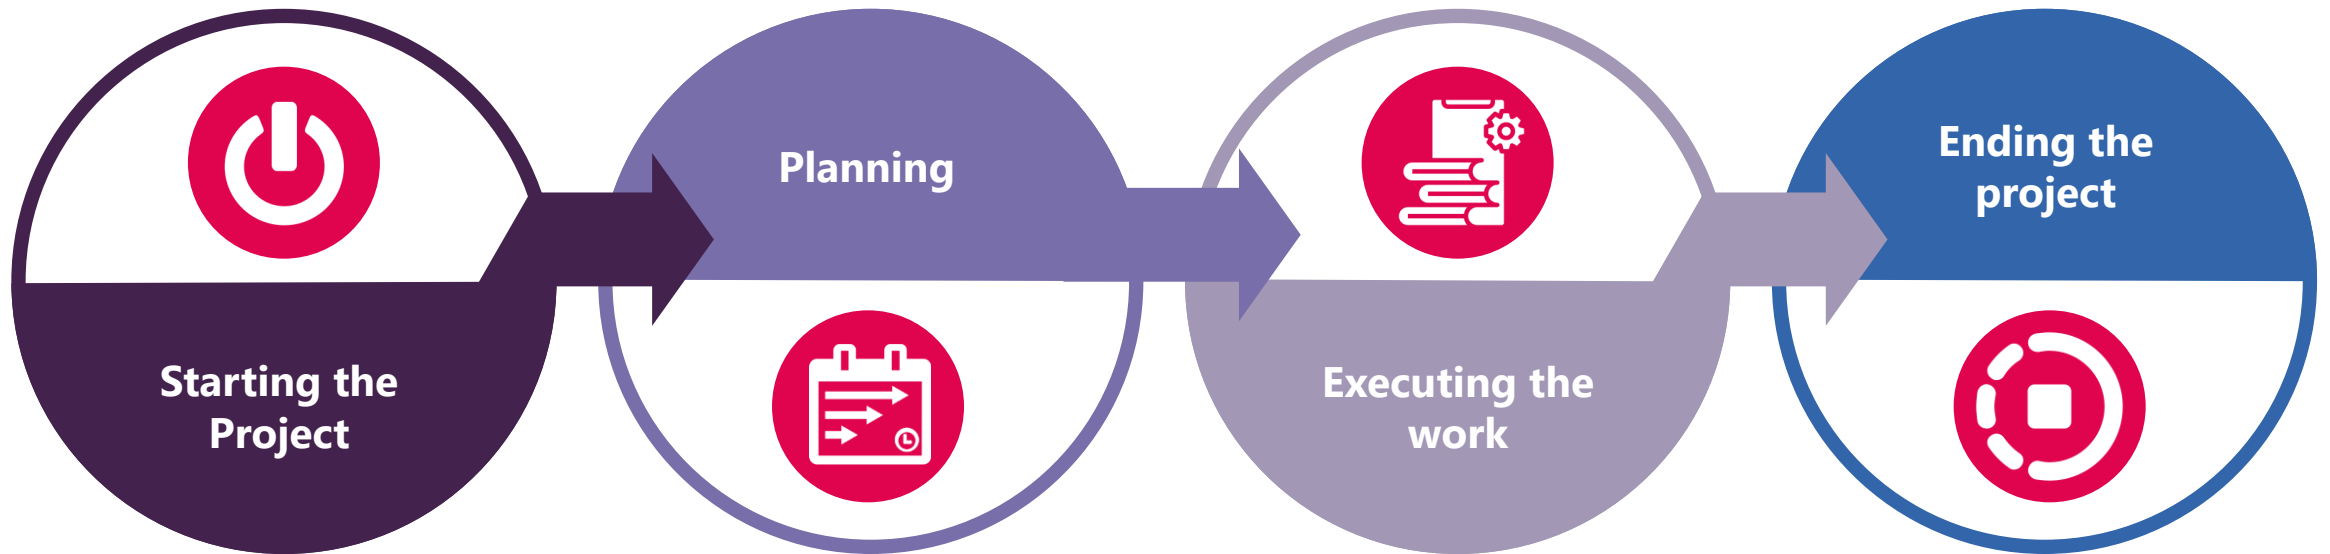 Starting the
Project
Planning
Executing the
work
Ending the
project